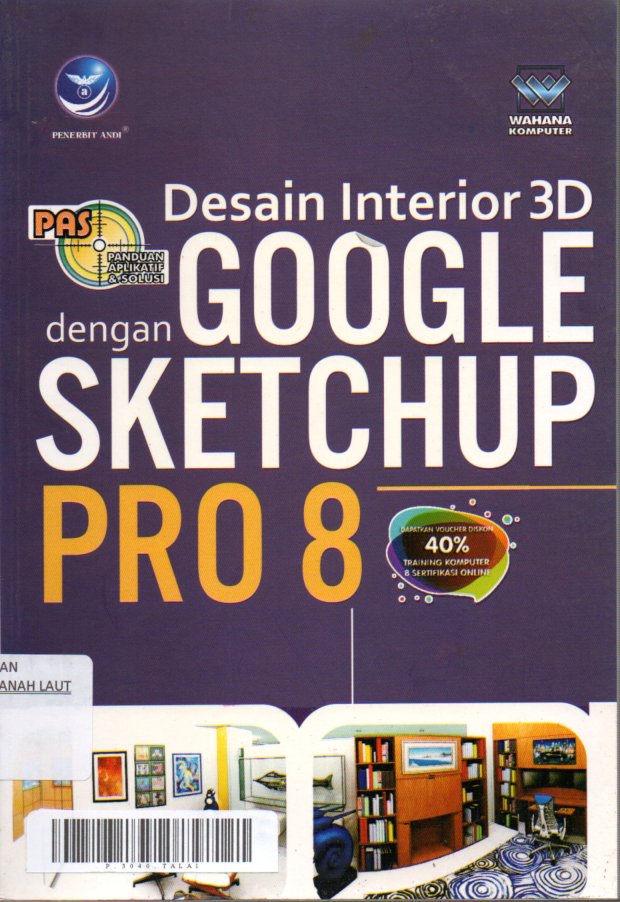 a
PENERBIT ANDI®
WAHANA
KOMPUTER
PAS
PANDUAN
APLIKATIF
& SOLUSI
Desain Interior 3D
dengan GOOGLE
SKETCHUP
PRO 8
DAPATKAN VOUCHER DISKON
40%
TRAINING KOMPUTER
& SERTIFIKASI ONLINE
AN
ANAH LAUT
P.3040.TALA1